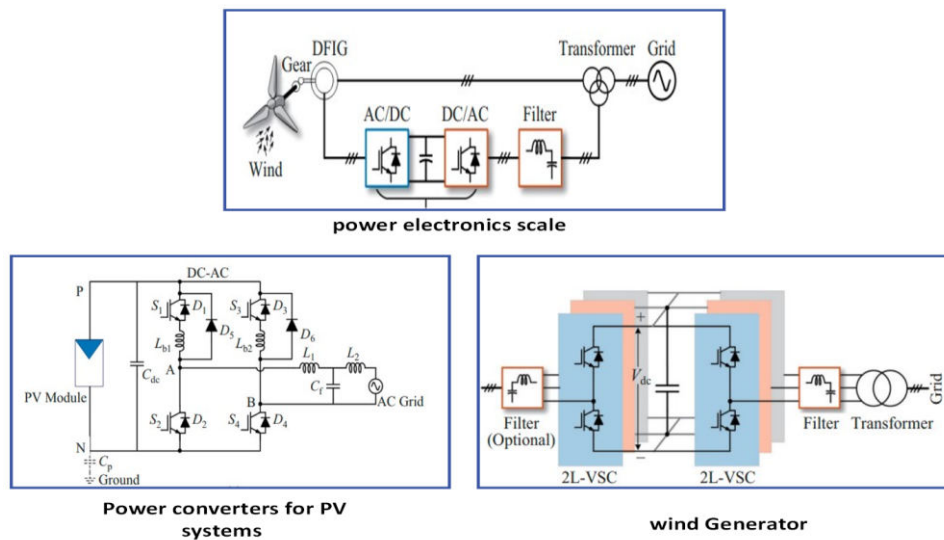 DFIG
Gear
Transformer Grid
AC/DC
DC/AC
Filter
Wind
power electronics scale
DC-AC
P
S1
D1
S3
D3
D5
D6
Lb1
Lb2
L1
L2
Cdc
A
Cf
PV Module
AC Grid
B
S2
D2
S4
D4
N
Cp
Ground
Power converters for PV
systems
+
Vdc
Grid
Filter
(Optional)
Filter
Transformer
−
2L-VSC
2L-VSC
wind Generator